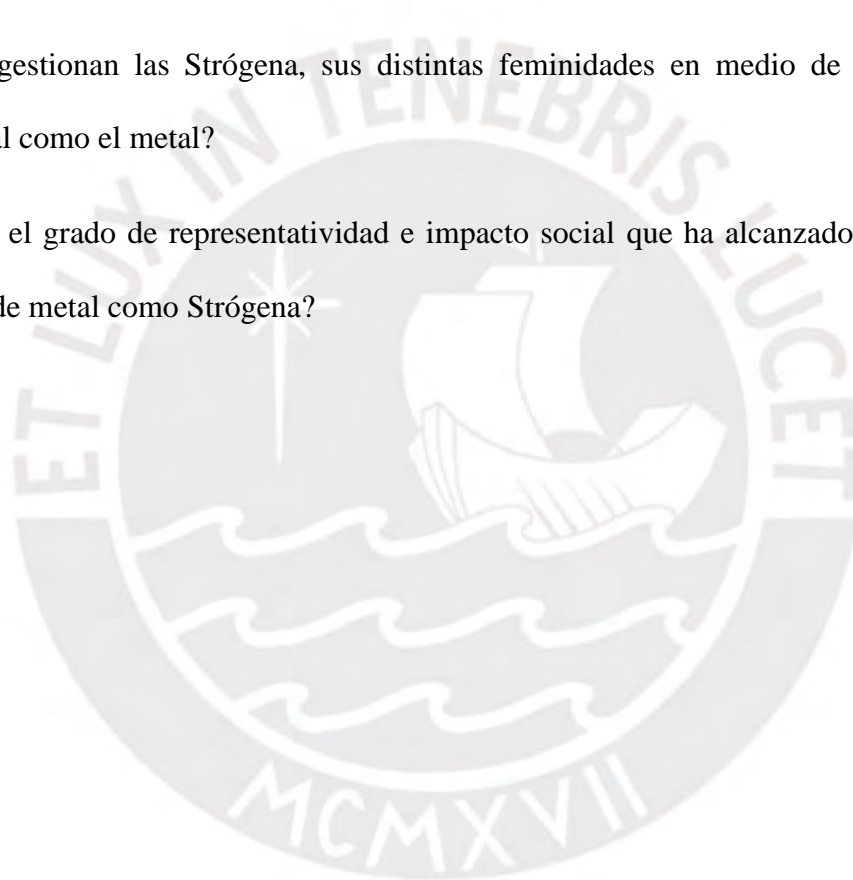 gestionan las Strógena, sus distintas feminidades en medio de
al como el metal?
el grado de representatividad e impacto social que ha alcanzado
de metal como Strógena?
ET LUX IN TENEBRIS LUCET
MCMXVII